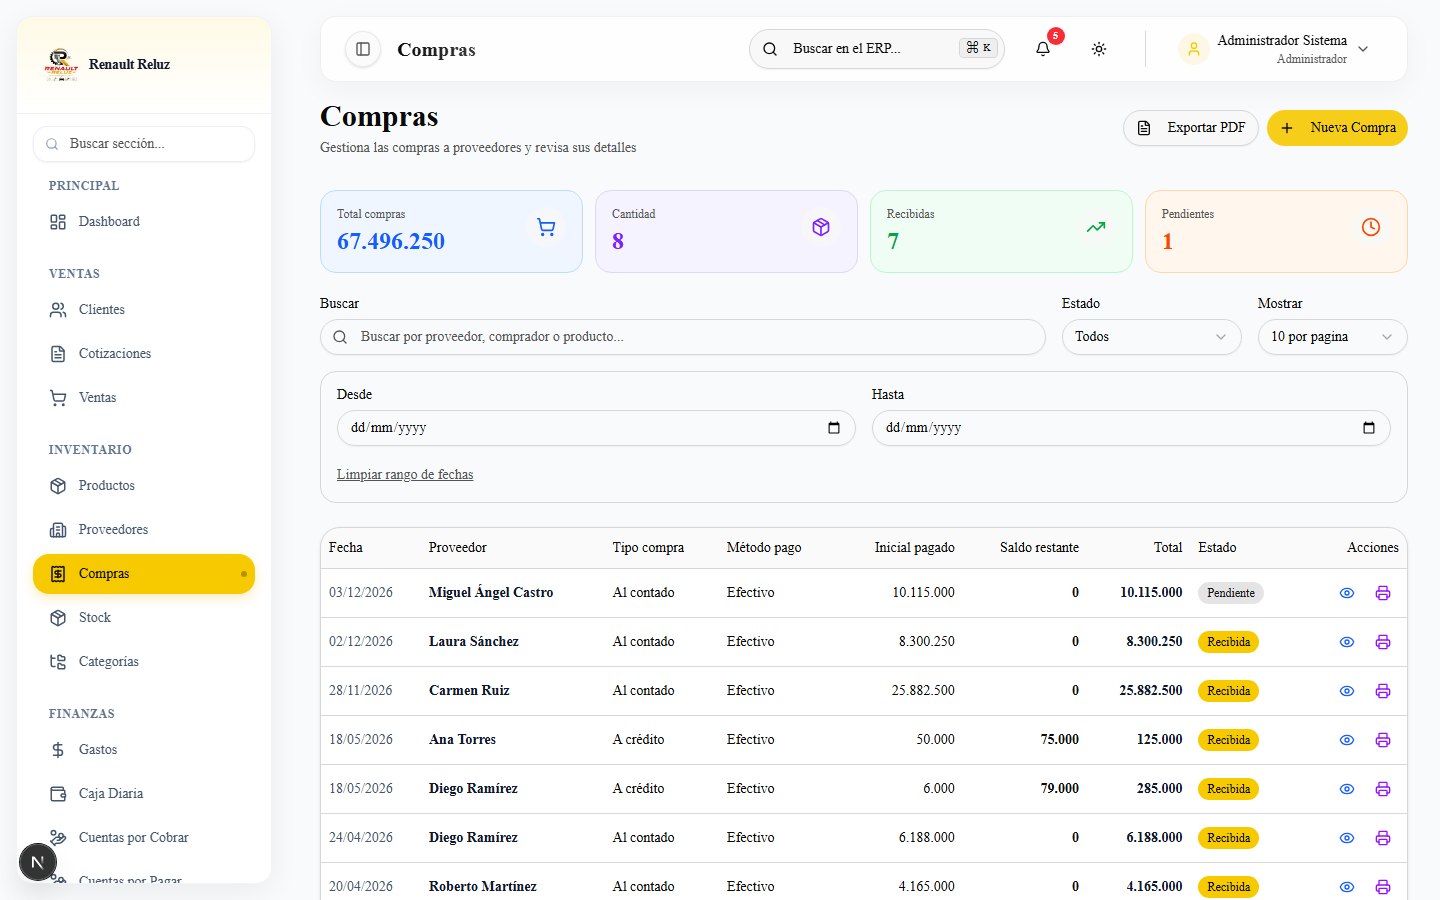 RENAULT
RELUZ
Renault Reluz
Buscar sección...
PRINCIPAL
Dashboard
VENTAS
Clientes
Cotizaciones
Ventas
INVENTARIO
Productos
Proveedores
Compras
Stock
Categorías
FINANZAS
Gastos
Caja Diaria
Cuentas por Cobrar
Cuentas por Pagar
N
Compras
Buscar en el ERP...
⌘ K
5
Administrador Sistema
Administrador
Compras
Gestiona las compras a proveedores y revisa sus detalles
Exportar PDF
Nueva Compra
Total compras
67.496.250
Cantidad
8
Recibidas
7
Pendientes
1
Buscar
Buscar por proveedor, comprador o producto...
Estado
Todos
Mostrar
10 por pagina
Desde
dd/mm/yyyy
Hasta
dd/mm/yyyy
Limpiar rango de fechas
Fecha Proveedor Tipo compra Método pago Inicial pagado Saldo restante Total Estado Acciones
03/12/2026 Miguel Ángel Castro Al contado Efectivo 10.115.000 0 10.115.000 Pendiente
02/12/2026 Laura Sánchez Al contado Efectivo 8.300.250 0 8.300.250 Recibida
28/11/2026 Carmen Ruiz Al contado Efectivo 25.882.500 0 25.882.500 Recibida
18/05/2026 Ana Torres A crédito Efectivo 50.000 75.000 125.000 Recibida
18/05/2026 Diego Ramírez A crédito Efectivo 6.000 79.000 285.000 Recibida
24/04/2026 Diego Ramírez Al contado Efectivo 6.188.000 0 6.188.000 Recibida
20/04/2026 Roberto Martínez Al contado Efectivo 4.165.000 0 4.165.000 Recibida